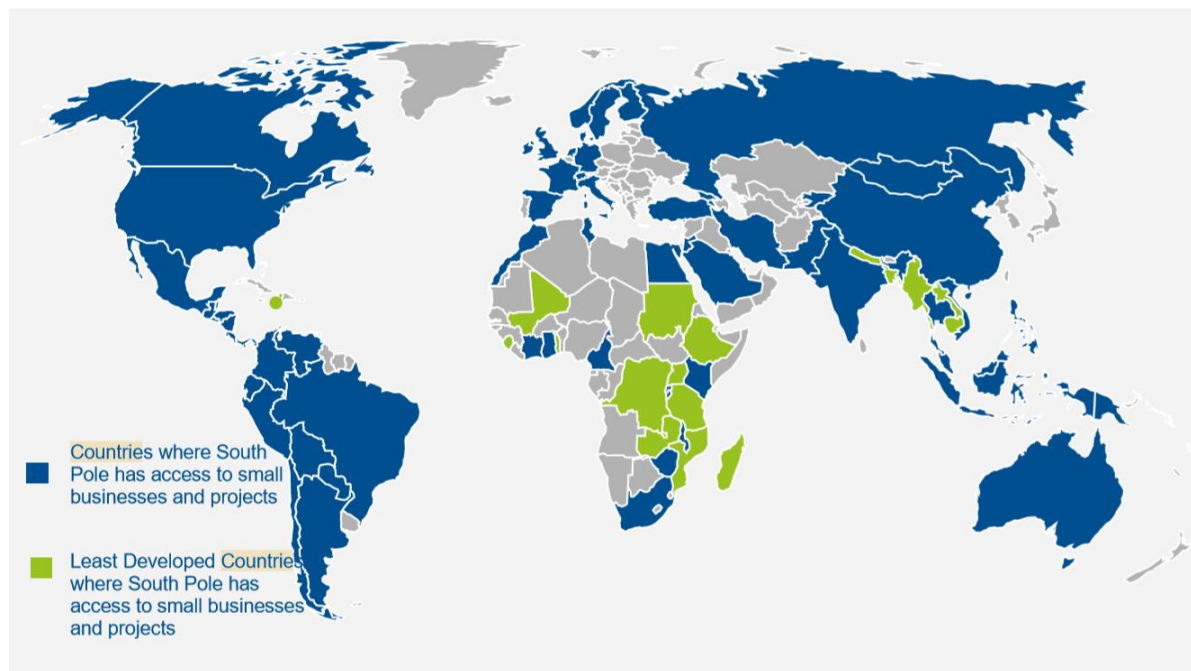 Countries where South
Pole has access to small
businesses and projects
Least Developed Countries
where South Pole has
access to small businesses
and projects